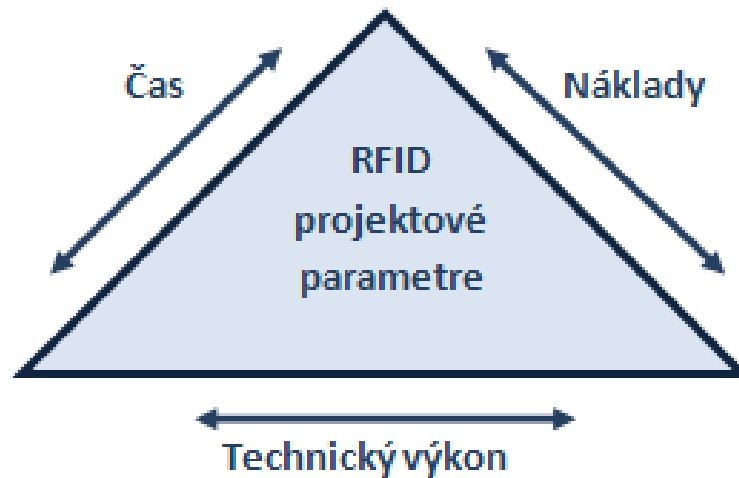 Čas
Náklady
RFID
projektové
parametre
Technický výkon